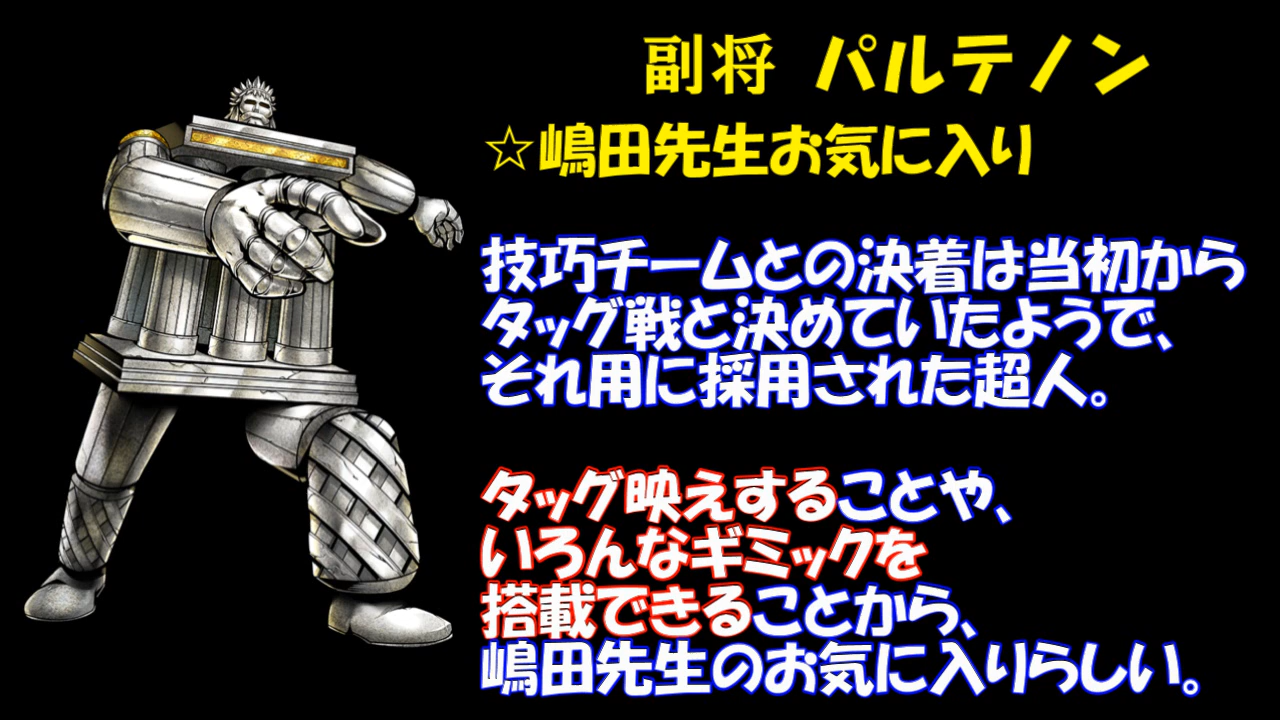 副将 パルテノン
☆嶋田先生お気に入り
技巧チームとの決着は当初から
タッグ戦と決めていたようで、
それ用に採用された超人。
タッグ映えすることや、
いろんなギミックを
搭載できることから、
嶋田先生のお気に入りらしい。